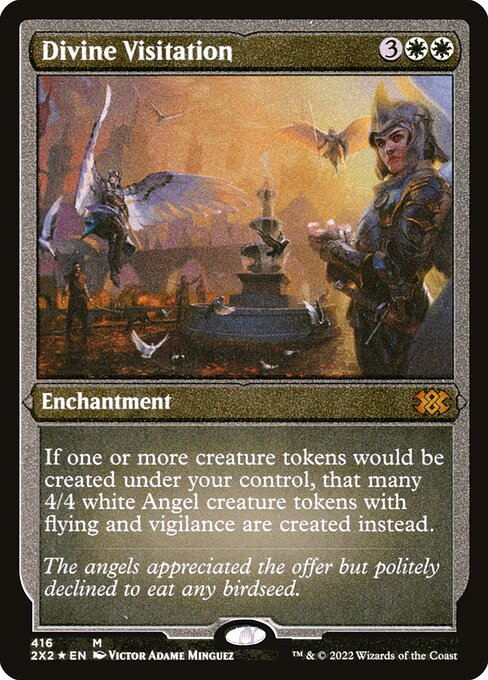 Divine Visitation 3
Enchantment
If one or more creature tokens would be
created under your control, that many
4/4 white Angel creature tokens with
flying and vigilance are created instead.
The angels appreciated the offer but politely
declined to eat any birdseed.
416 M
2X2 ★ EN Victor Adame Minguez ™ & © 2022 Wizards of the Coast